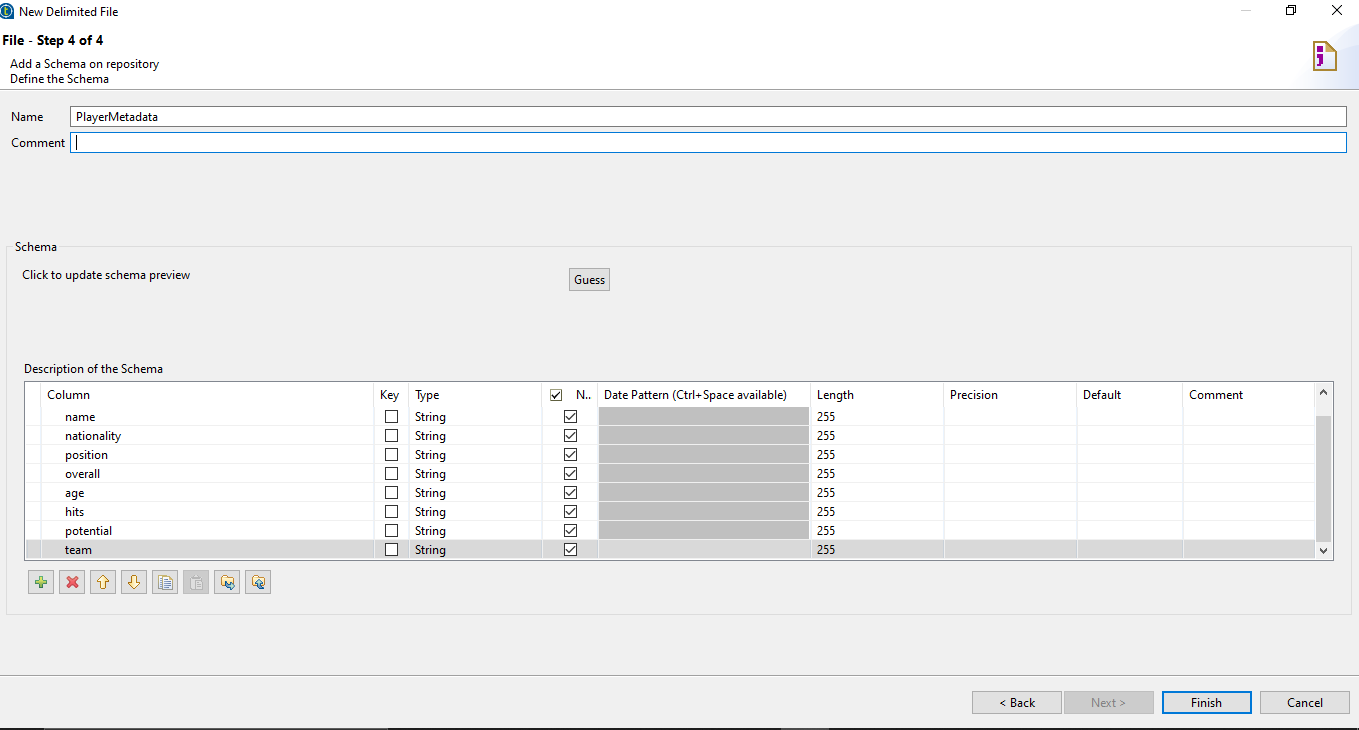 New Delimited File
File - Step 4 of 4
Add a Schema on repository
Define the Schema
Name PlayerMetadata
Comment
Schema
Click to update schema preview Guess
Description of the Schema
Column Key Type N.. Date Pattern (Ctrl+Space available) Length Precision Default Comment
name String 255
nationality String 255
position String 255
overall String 255
age String 255
hits String 255
potential String 255
team String 255
< Back Next > Finish Cancel